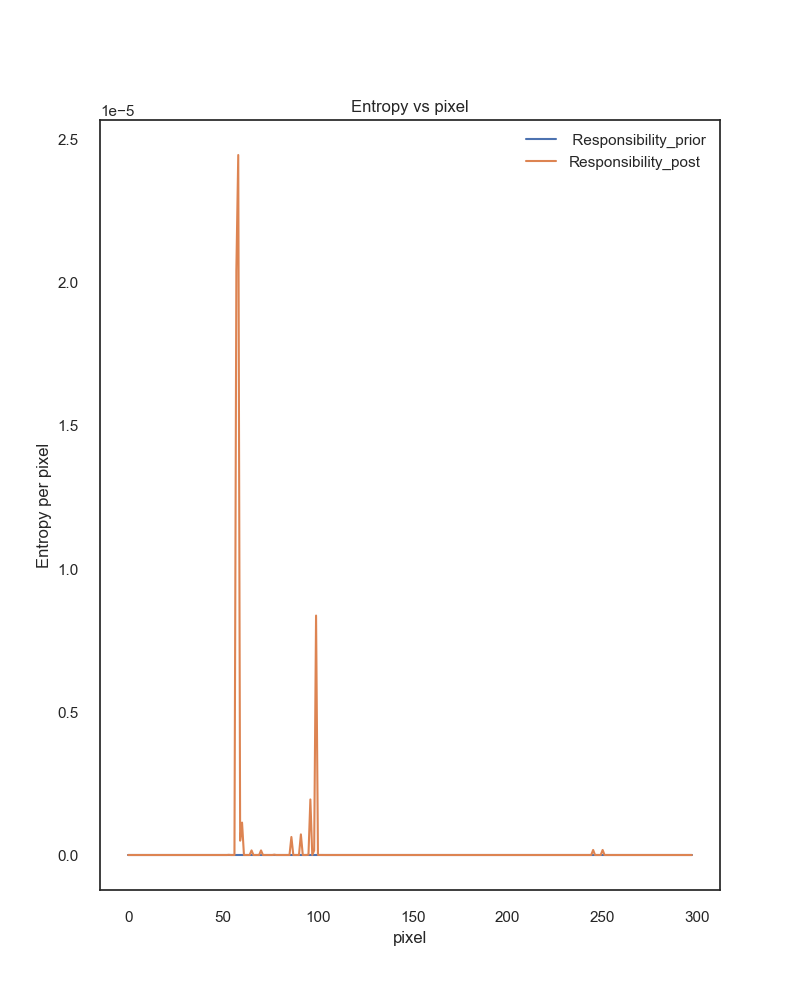 Entropy vs pixel
1e−5
Responsibility_prior
Responsibility_post
2.5
2.0
1.5
1.0
0.5
0.0
Entropy per pixel
0 50 100 150 200 250 300
pixel